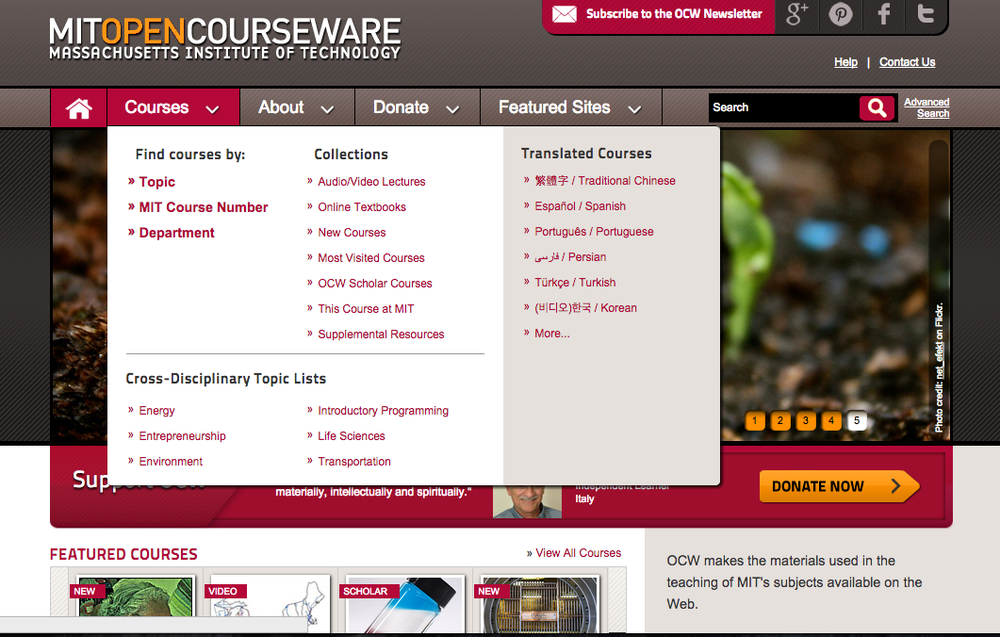 MITOPENCOURSEWARE
MASSACHUSETTS INSTITUTE OF TECHNOLOGY
Subscribe to the OCW Newsletter
Help | Contact Us
Courses
About
Donate
Featured Sites
Search
Advanced Search
Find courses by:
» Topic
» MIT Course Number
» Department
Collections
» Audio/Video Lectures
» Online Textbooks
» New Courses
» Most Visited Courses
» OCW Scholar Courses
» This Course at MIT
» Supplemental Resources
Cross-Disciplinary Topic Lists
» Energy
» Entrepreneurship
» Environment
» Introductory Programming
» Life Sciences
» Transportation
Translated Courses
» 繁體字 / Traditional Chinese
» Español / Spanish
» Português / Portuguese
» فارسی / Persian
» Türkçe / Turkish
» (비디오)한국 / Korean
» More...
Photo credit: net_efekt on Flickr.
1 2 3 4 5
materially, intellectually and spiritually."
Independent Learner
Italy
DONATE NOW
FEATURED COURSES
» View All Courses
NEW
VIDEO
SCHOLAR
NEW
OCW makes the materials used in the
teaching of MIT's subjects available on the
Web.